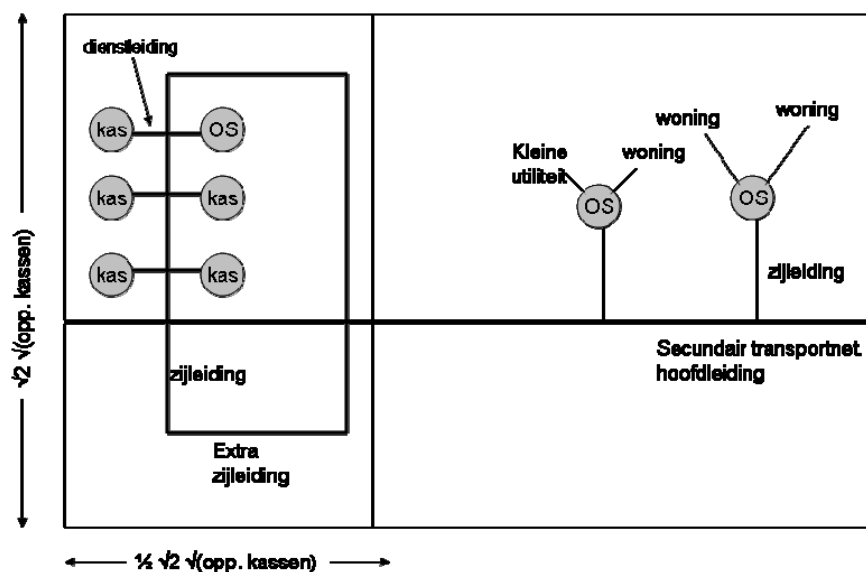 dienstleiding
kas
OS
kas
kas
kas
kas
Kleine
utiliteit
woning
OS
woning
woning
OS
zijleiding
Secundair transportnet.
hoofdleiding
zijleiding
Extra
zijleiding
√2 √(opp. kassen)
½ √2 √(opp. kassen)